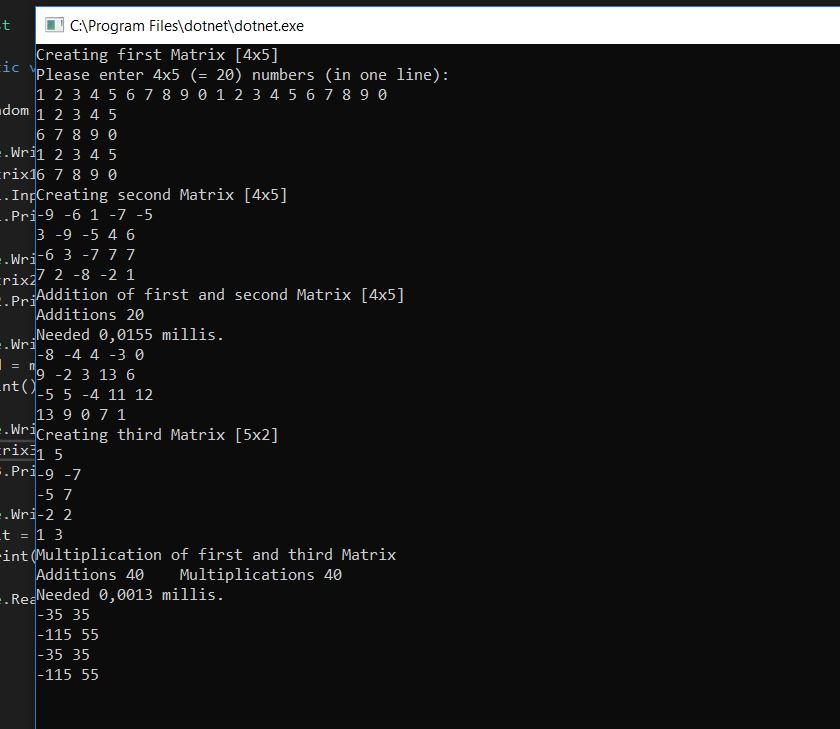 C:\Program Files\dotnet\dotnet.exe
Creating first Matrix [4x5]
Please enter 4x5 (= 20) numbers (in one line):
1 2 3 4 5 6 7 8 9 0 1 2 3 4 5 6 7 8 9 0
1 2 3 4 5
6 7 8 9 0
1 2 3 4 5
6 7 8 9 0
Creating second Matrix [4x5]
-9 -6 1 -7 -5
3 -9 -5 4 6
-6 3 -7 7 7
7 2 -8 -2 1
Addition of first and second Matrix [4x5]
Additions 20
Needed 0,0155 millis.
-8 -4 4 -3 0
9 -2 3 13 6
-5 5 -4 11 12
13 9 0 7 1
Creating third Matrix [5x2]
1 5
-9 -7
-5 7
-2 2
1 3
Multiplication of first and third Matrix
Additions 40    Multiplications 40
Needed 0,0013 millis.
-35 35
-115 55
-35 35
-115 55